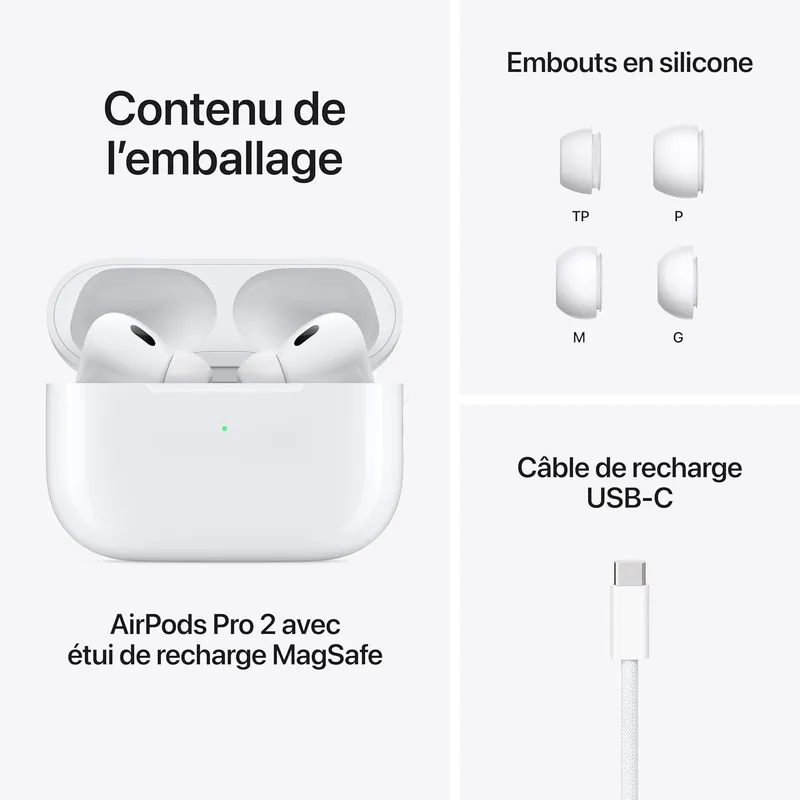 Contenu de
l’emballage
AirPods Pro 2 avec
étui de recharge MagSafe
Embouts en silicone
TP
P
M
G
Câble de recharge
USB-C